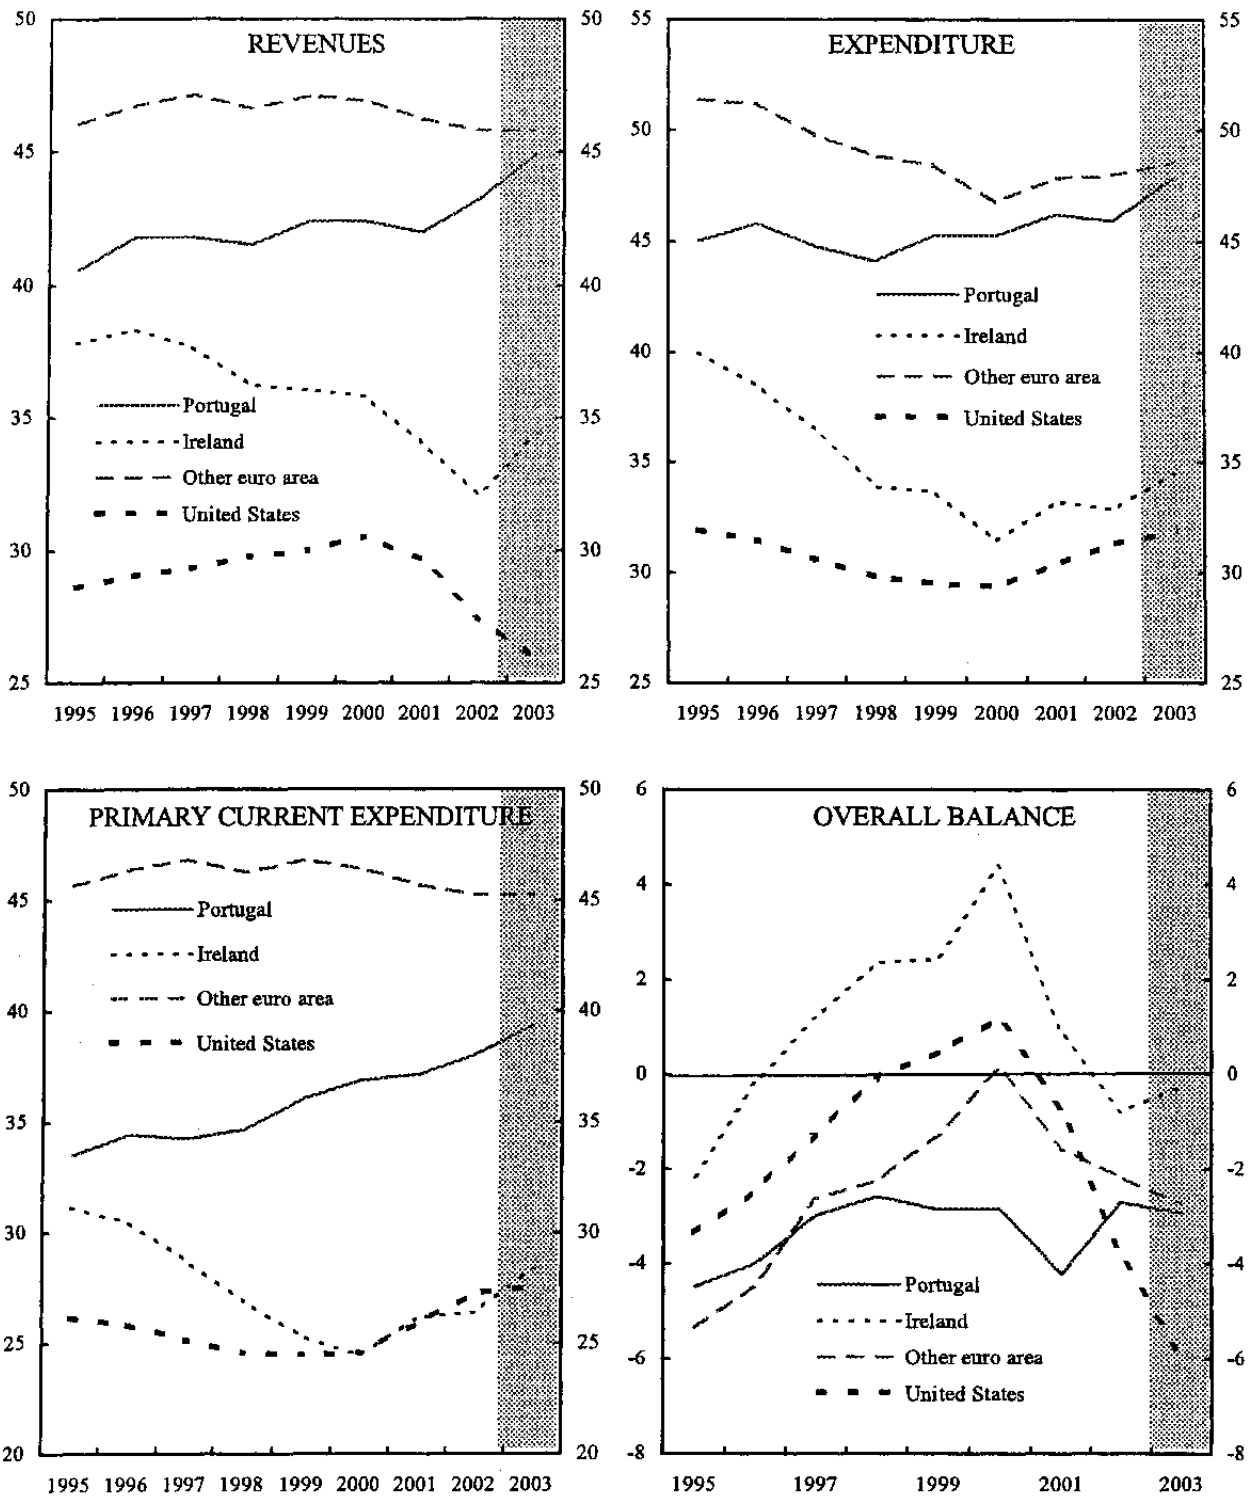 REVENUES
50 50
45 45
40 40
35 35
30 30
25 25
Portugal
Ireland
Other euro area
United States
1995 1996 1997 1998 1999 2000 2001 2002 2003
EXPENDITURE
55 55
50 50
45 45
40 40
35 35
30 30
25 25
Portugal
Ireland
Other euro area
United States
1995 1996 1997 1998 1999 2000 2001 2002 2003
PRIMARY CURRENT EXPENDITURE
50 50
45 45
40 40
35 35
30 30
25 25
20 20
Portugal
Ireland
Other euro area
United States
1995 1996 1997 1998 1999 2000 2001 2002 2003
OVERALL BALANCE
6 6
4 4
2 2
0 0
-2 -2
-4 -4
-6 -6
-8 -8
Portugal
Ireland
Other euro area
United States
1995 1997 1999 2001 2003